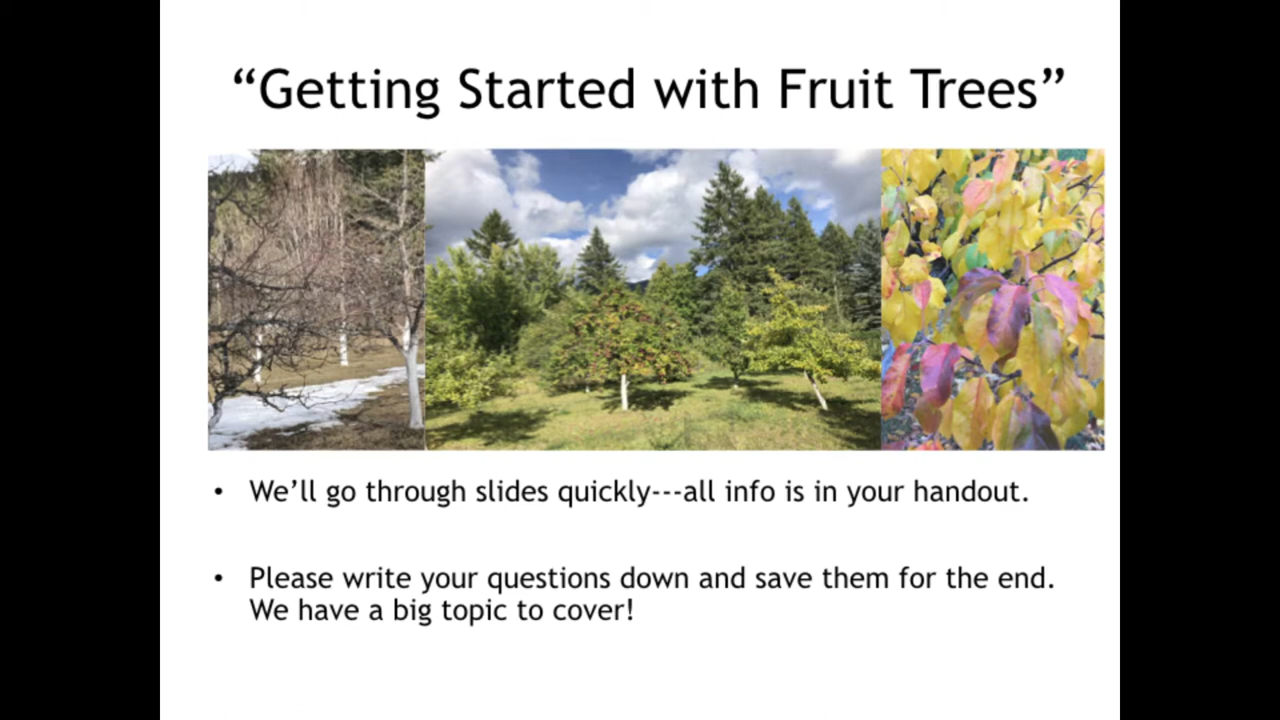 “Getting Started with Fruit Trees”
• We’ll go through slides quickly---all info is in your handout.
• Please write your questions down and save them for the end.
We have a big topic to cover!